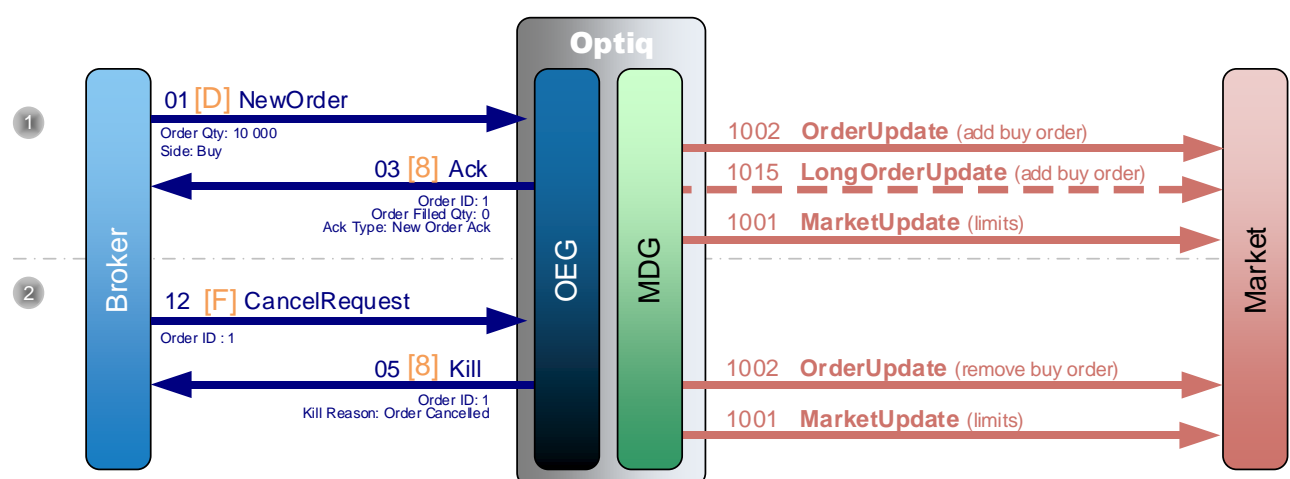 Optiq
1
01 [D] NewOrder
Order Qty: 10 000
Side: Buy
03 [8] Ack
Order ID: 1
Order Filled Qty: 0
Ack Type: New Order Ack
1002 OrderUpdate (add buy order)
1015 LongOrderUpdate (add buy order)
1001 MarketUpdate (limits)
Broker
OEG
MDG
Market
2
12 [F] CancelRequest
Order ID : 1
05 [8] Kill
Order ID: 1
Kill Reason: Order Cancelled
1002 OrderUpdate (remove buy order)
1001 MarketUpdate (limits)